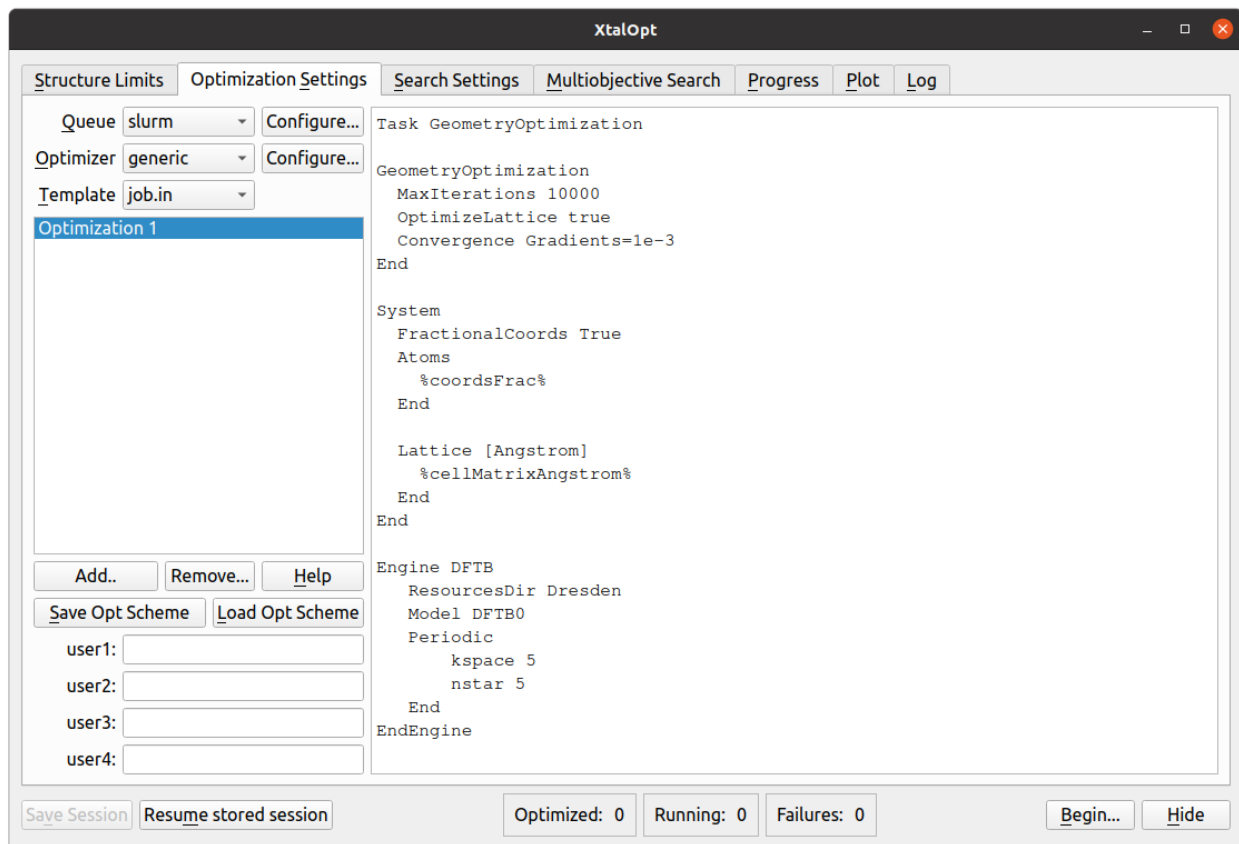 XtalOpt
Structure Limits Optimization Settings Search Settings Multiobjective Search Progress Plot Log
Queue slurm Configure...
Optimizer generic Configure...
Template job.in
Optimization 1
Add.. Remove... Help
Save Opt Scheme Load Opt Scheme
user1:
user2:
user3:
user4:
Task GeometryOptimization
GeometryOptimization
MaxIterations 10000
OptimizeLattice true
Convergence Gradients=1e-3
End
System
FractionalCoords True
Atoms
%coordsFrac%
End
Lattice [Angstrom]
%cellMatrixAngstrom%
End
End
Engine DFTB
ResourcesDir Dresden
Model DFTB0
Periodic
kspace 5
nstar 5
End
EndEngine
Save Session Resume stored session Optimized: 0 Running: 0 Failures: 0 Begin... Hide